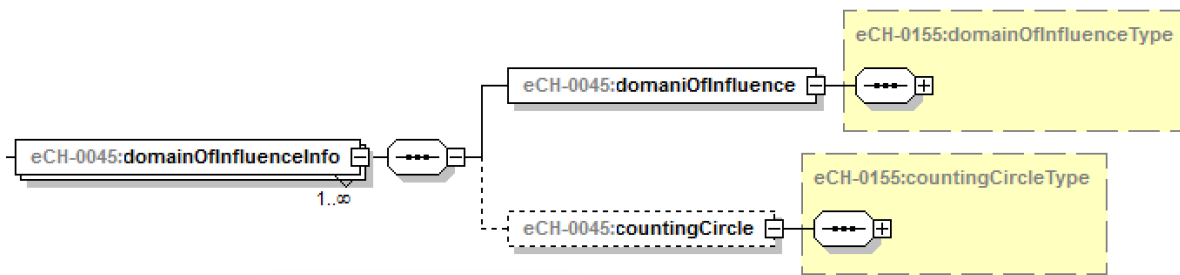 eCH-0155:domainOfInfluenceType
eCH-0045:domaniOfInfluence
eCH-0045:domainOfInfluenceInfo
1..∞
eCH-0155:countingCircleType
eCH-0045:countingCircle